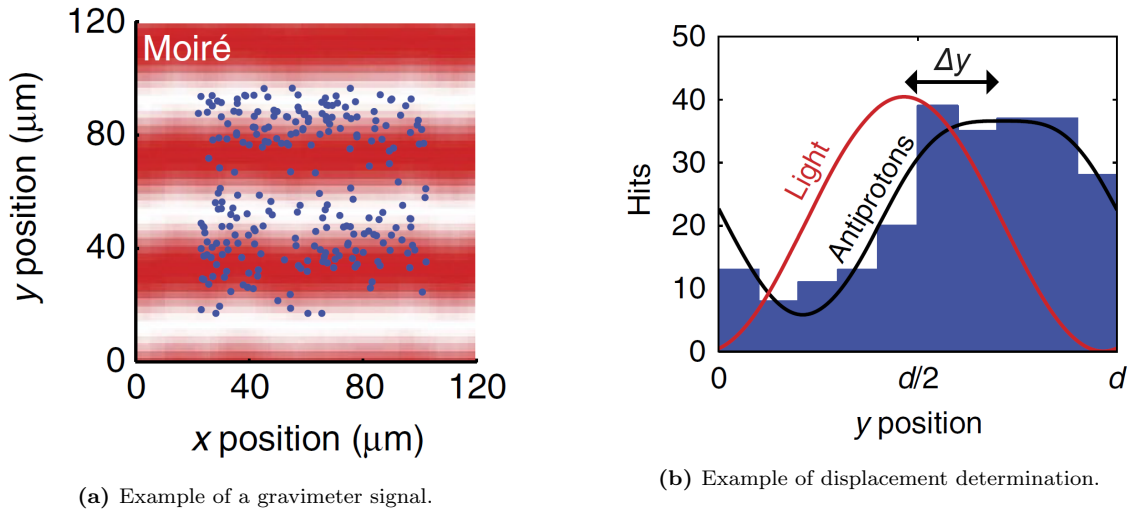 120
80
40
0
y position (μm)
Moiré
0
40
80
120
x position (μm)
(a) Example of a gravimeter signal.
50
40
30
20
10
0
Hits
Δy
Light
Antiprotons
0
d/2
d
y position
(b) Example of displacement determination.